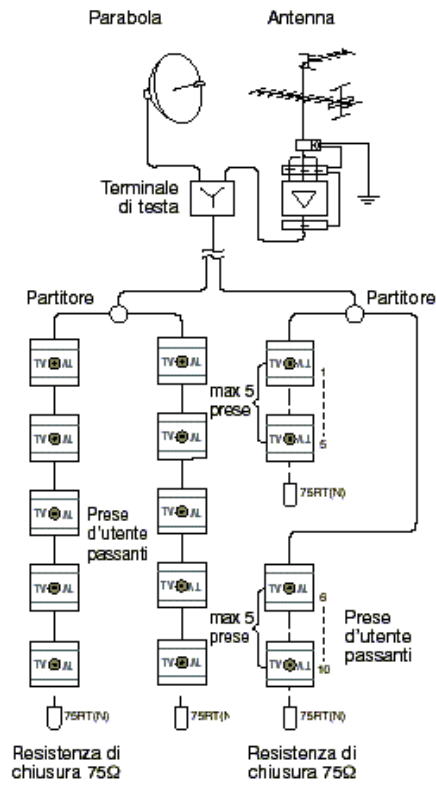 Parabola
Antenna
Terminale
di testa
Partitore
Partitore
max 5
prese
1
5
75RT(N)
Prese
d'utente
passanti
max 5
prese
6
10
Prese
d'utente
passanti
75RT(N)
75RT(N
75RT(N)
Resistenza di
chiusura 75Ω
Resistenza di
chiusura 75Ω